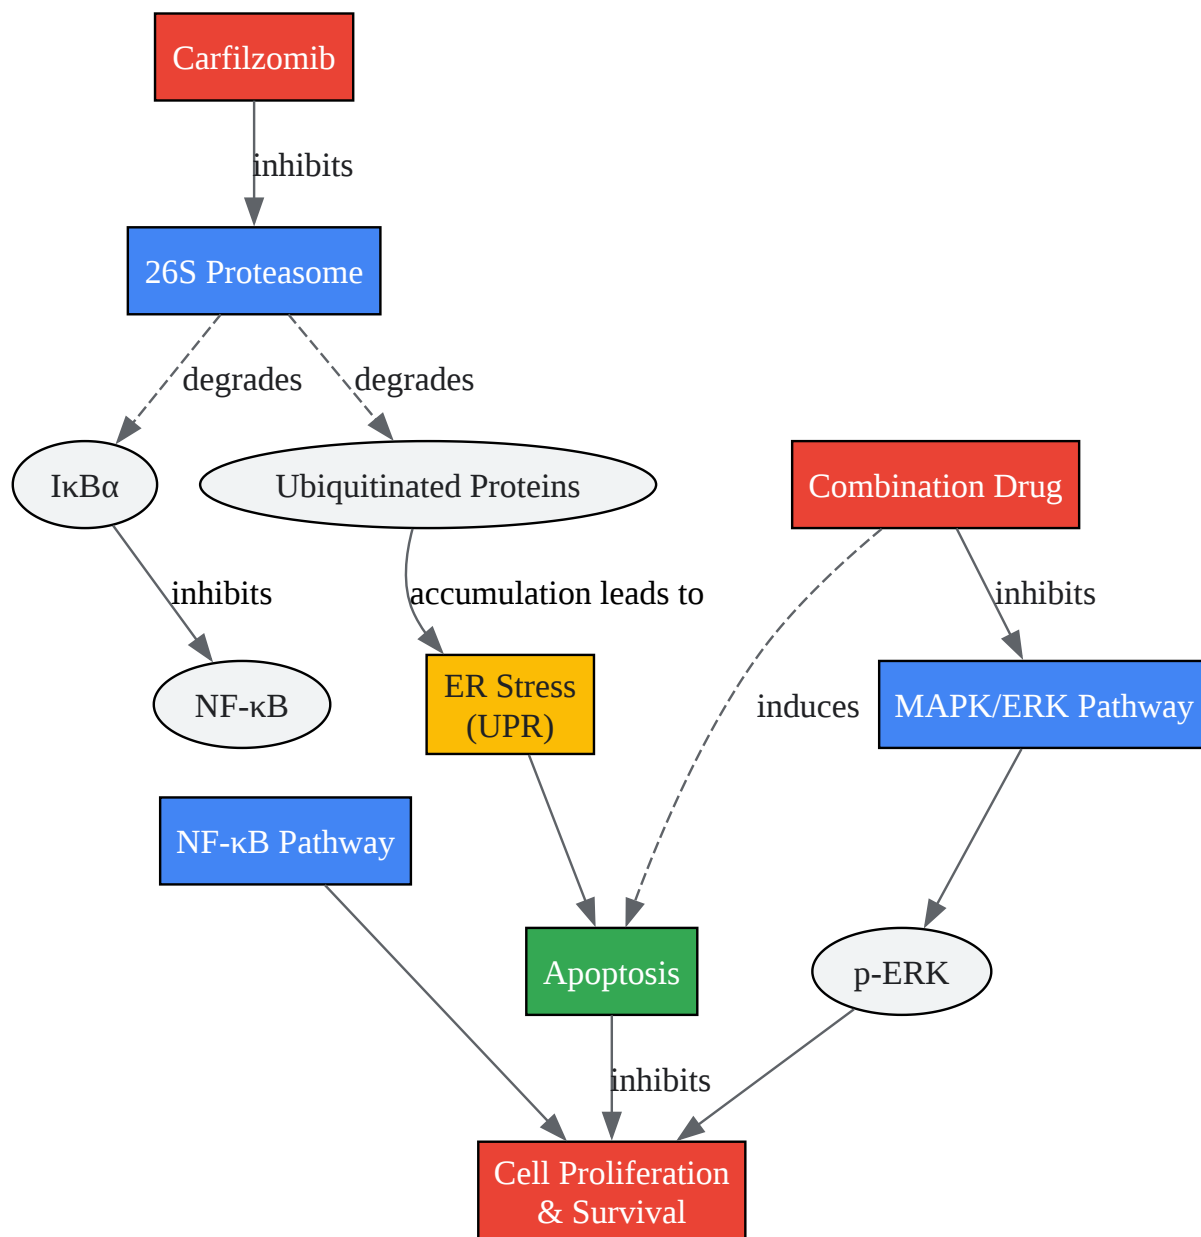 Carfilzomib
inhibits
26S Proteasome
degrades
degrades
IκBα
Ubiquitinated Proteins
Combination Drug
inhibits
accumulation leads to
inhibits
NF-κB
ER Stress
(UPR)
induces
MAPK/ERK Pathway
NF-κB Pathway
Apoptosis
p-ERK
inhibits
Cell Proliferation
& Survival